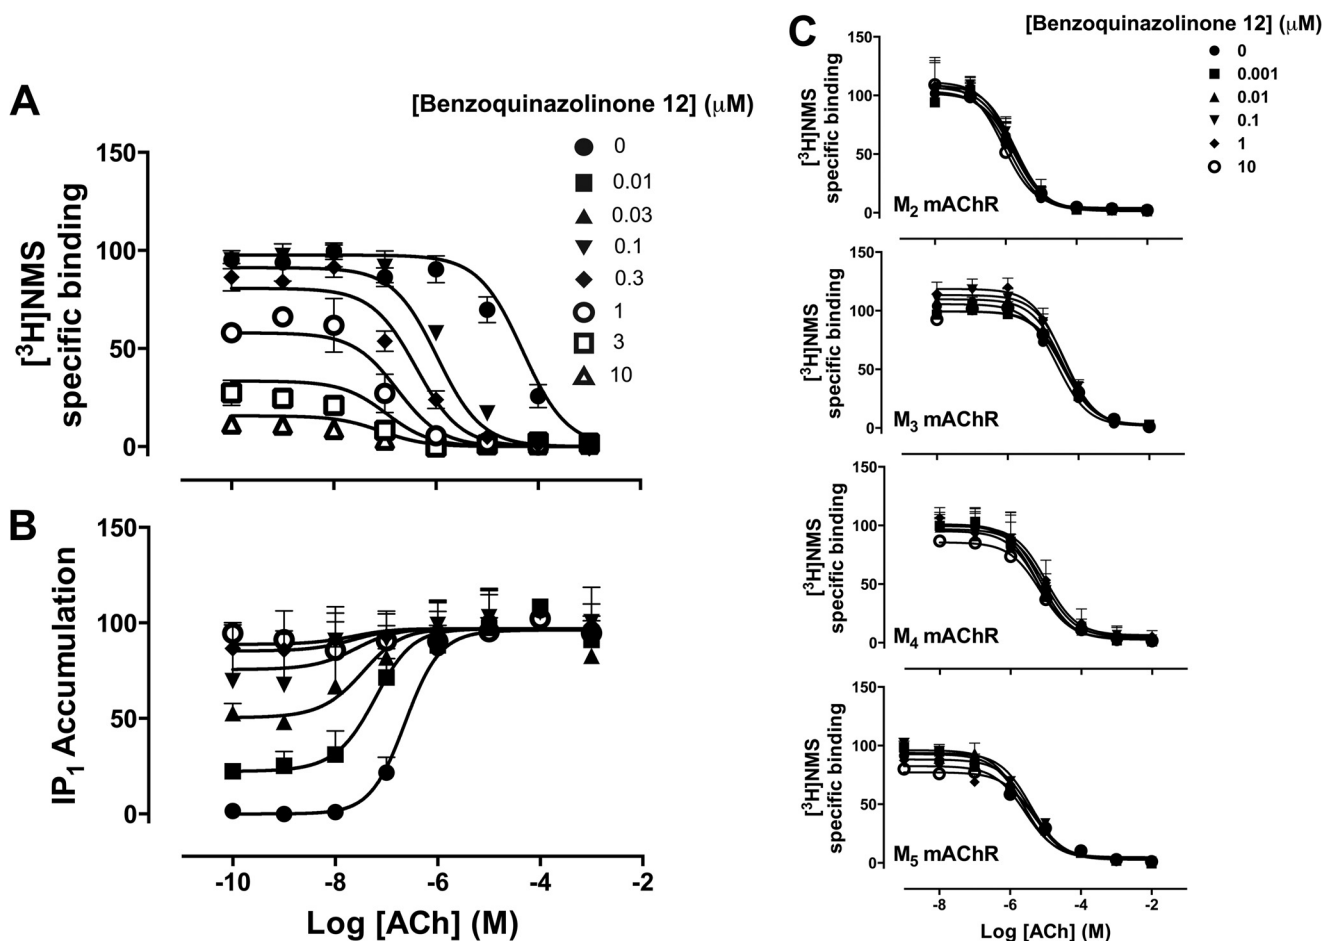 A
[Benzoquinazolinone 12] (μM)
0
0.01
0.03
0.1
0.3
1
3
10
150
100
50
0
[³H]NMS
specific binding
B
150
100
50
0
IP₁ Accumulation
-10
-8
-6
-4
-2
Log [ACh] (M)
C
[Benzoquinazolinone 12] (μM)
0
0.001
0.01
0.1
1
10
150
100
50
0
[³H]NMS
specific binding
M₂ mAChR
150
100
50
0
[³H]NMS
specific binding
M₃ mAChR
150
100
50
0
[³H]NMS
specific binding
M₄ mAChR
150
100
50
0
[³H]NMS
specific binding
M₅ mAChR
-8
-6
-4
-2
Log [ACh] (M)